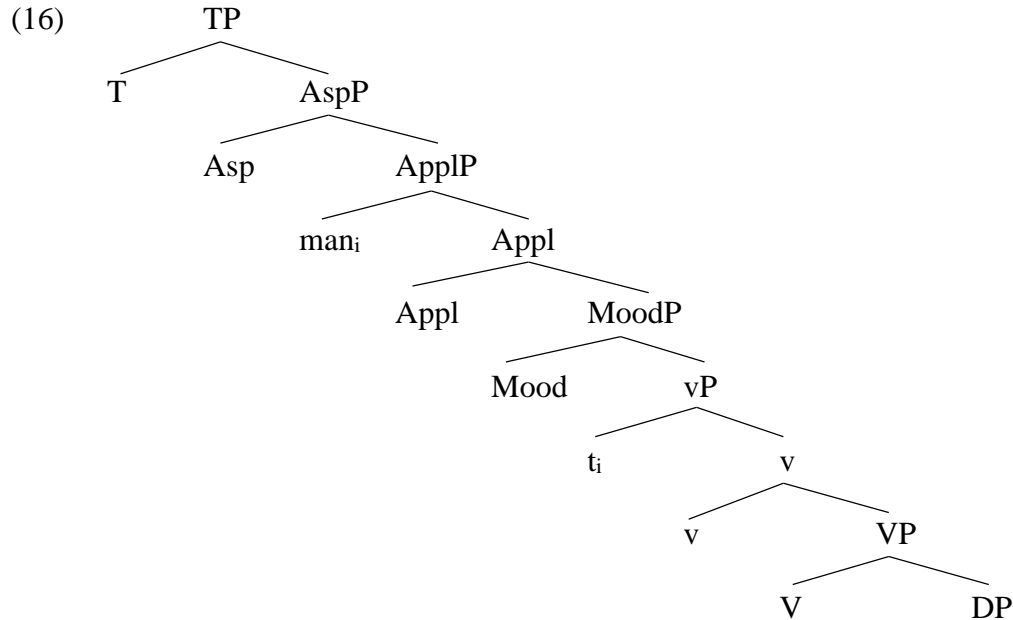 (16) TP
T AspP
Asp ApplP
manᵢ Appl
Appl MoodP
Mood vP
tᵢ v
v VP
V DP